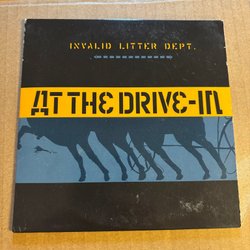 INVALID LITTER DEPT.
AT THE DRIVE-IN